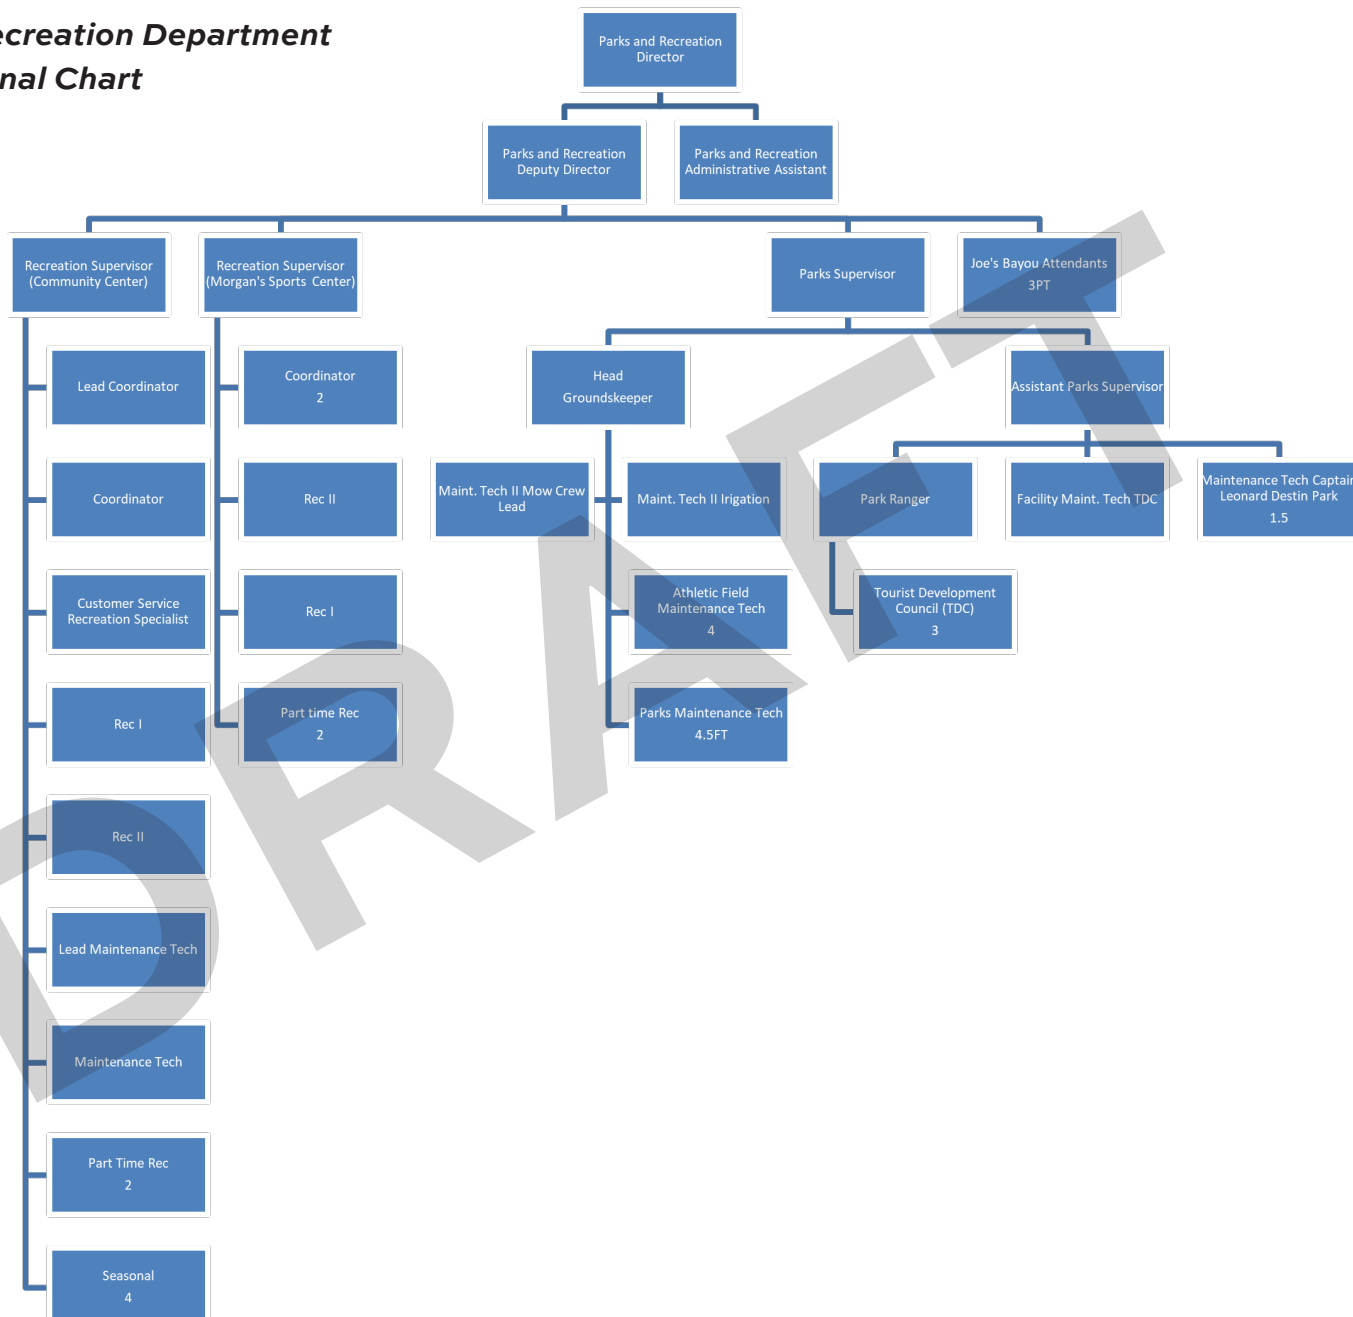 ecreation Department
nal Chart
Parks and Recreation
Director
Parks and Recreation
Deputy Director
Parks and Recreation
Administrative Assistant
Recreation Supervisor
(Community Center)
Recreation Supervisor
(Morgan's Sports Center)
Parks Supervisor
Joe's Bayou Attendants
3PT
Lead Coordinator
Coordinator
Customer Service
Recreation Specialist
Rec I
Rec II
Lead Maintenance Tech
Maintenance Tech
Part Time Rec
2
Seasonal
4
Coordinator
2
Rec II
Rec I
Part time Rec
2
Head
Groundskeeper
Maint. Tech II Mow Crew
Lead
Maint. Tech II Irigation
Athletic Field
Maintenance Tech
4
Parks Maintenance Tech
4.5FT
Assistant Parks Supervisor
Park Ranger
Tourist Development
Council (TDC)
3
Facility Maint. Tech TDC
Maintenance Tech Captain
Leonard Destin Park
1.5
DRAFT